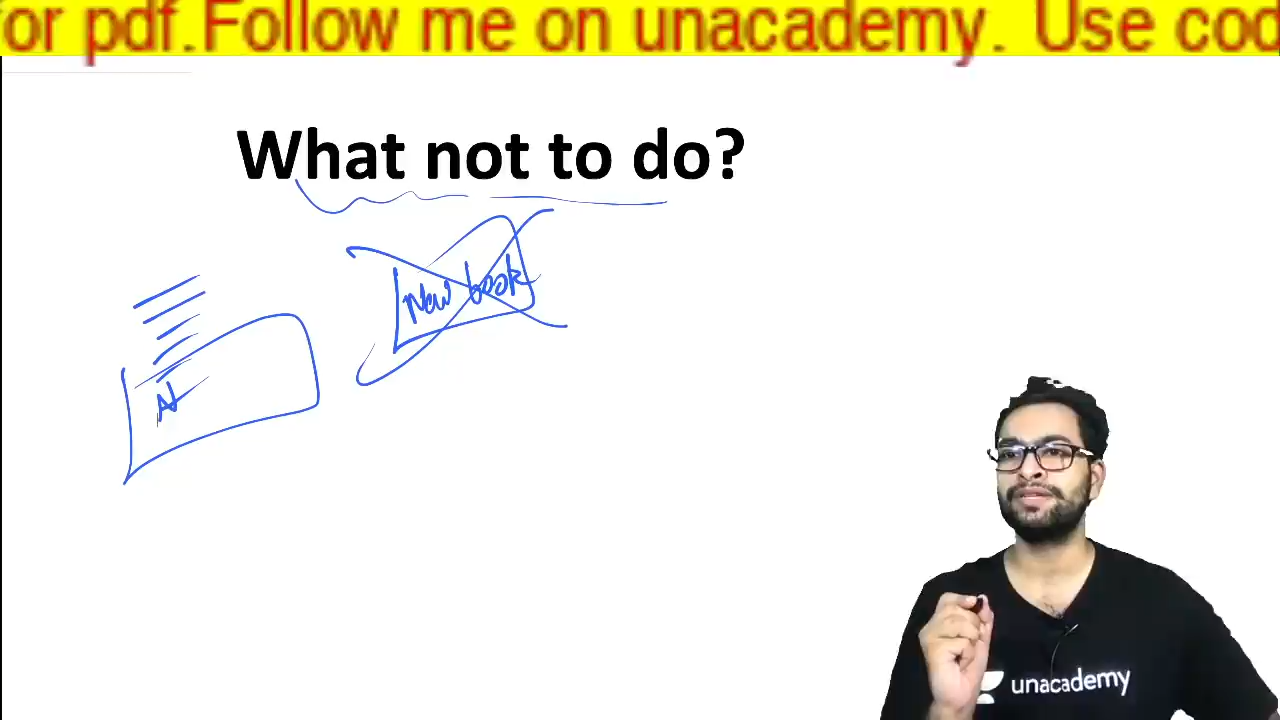 or pdf.Follow me on unacademy. Use cod
What not to do?
New book
unacademy